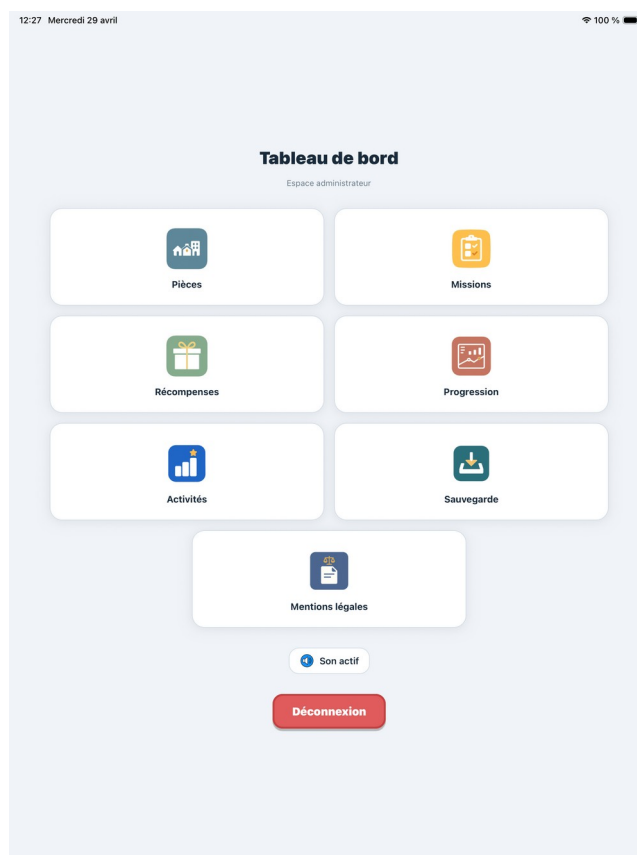 12:27 Mercredi 29 avril
100 %
Tableau de bord
Espace administrateur
Pièces
Missions
Récompenses
Progression
Activités
Sauvegarde
Mentions légales
Son actif
Déconnexion